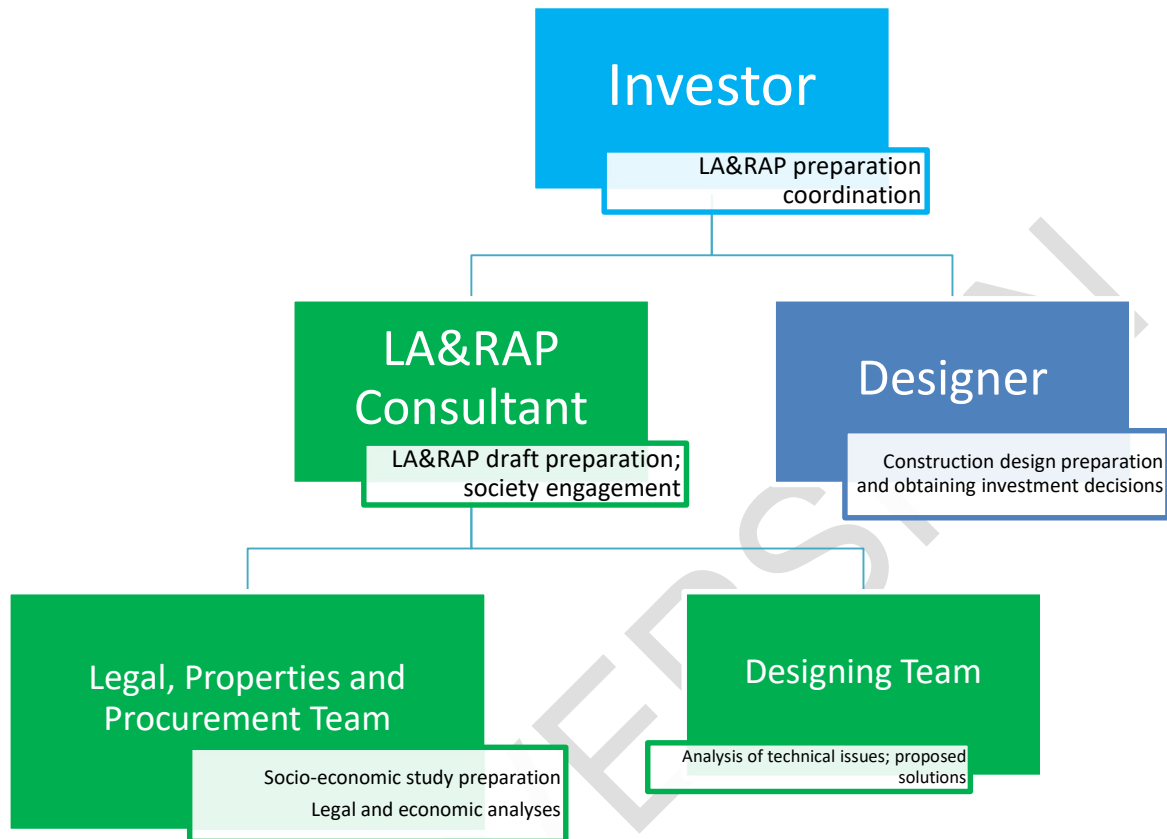 Investor
LA&RAP preparation
coordination
LA&RAP
Consultant
LA&RAP draft preparation;
society engagement
Designer
Construction design preparation
and obtaining investment decisions
Legal, Properties and
Procurement Team
Socio-economic study preparation
Legal and economic analyses
Designing Team
Analysis of technical issues; proposed
solutions